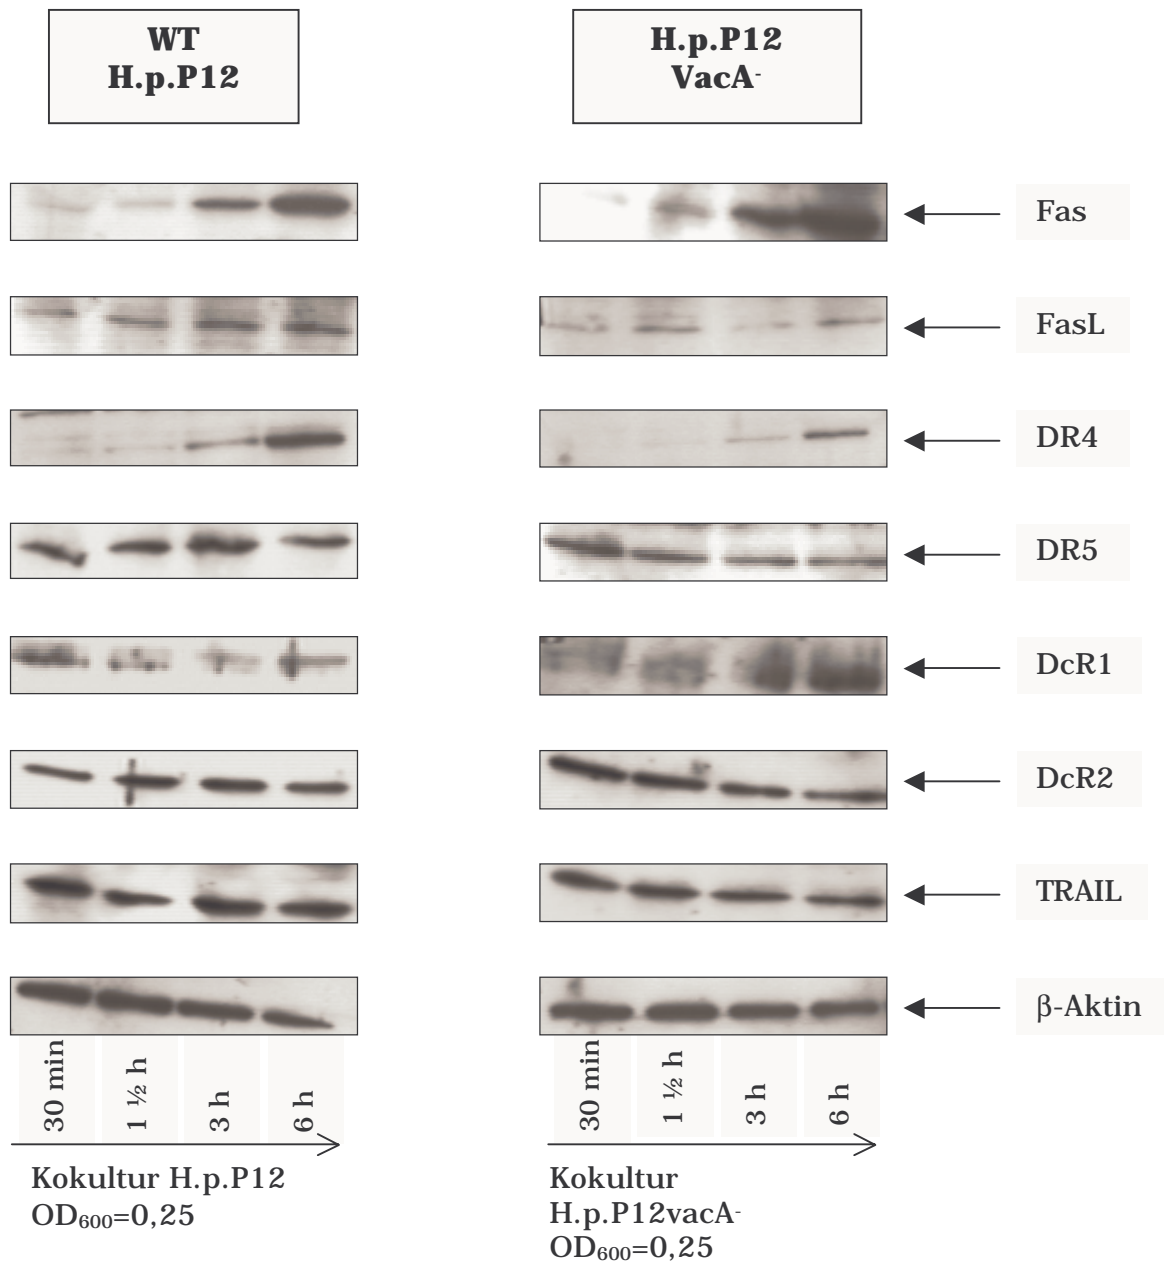 WT
H.p.P12
H.p.P12
VacA-
Fas
FasL
DR4
DR5
DcR1
DcR2
TRAIL
β-Aktin
30 min
1 ½ h
3 h
6 h
30 min
1 ½ h
3 h
6 h
Kokultur H.p.P12
OD600=0,25
Kokultur
H.p.P12vacA-
OD600=0,25